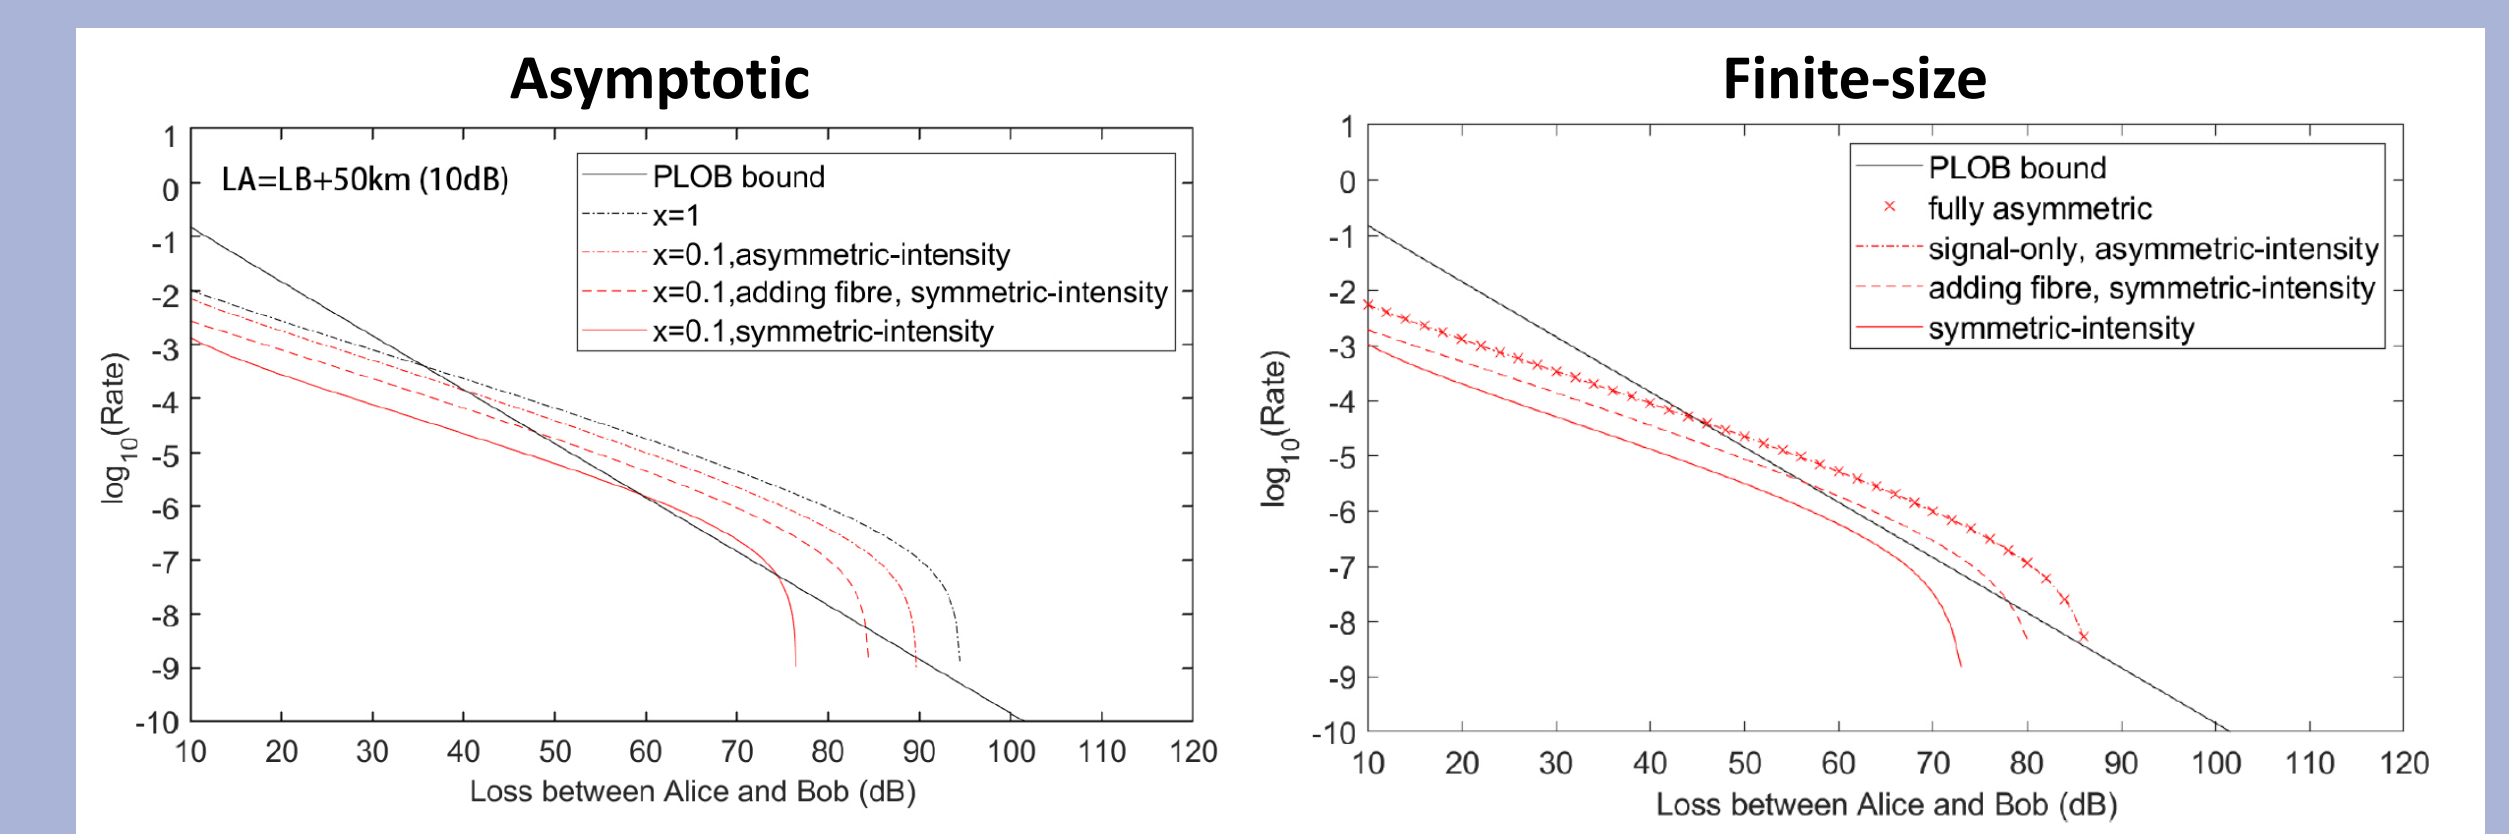 Asymptotic
LA=LB+50km (10dB)
PLOB bound
x=1
x=0.1,asymmetric-intensity
x=0.1,adding fibre, symmetric-intensity
x=0.1,symmetric-intensity
1
0
-1
-2
-3
-4
-5
-6
-7
-8
-9
-10
log10(Rate)
10 20 30 40 50 60 70 80 90 100 110 120
Loss between Alice and Bob (dB)
Finite-size
PLOB bound
fully asymmetric
signal-only, asymmetric-intensity
adding fibre, symmetric-intensity
symmetric-intensity
1
0
-1
-2
-3
-4
-5
-6
-7
-8
-9
-10
log10(Rate)
10 20 30 40 50 60 70 80 90 100 110 120
Loss between Alice and Bob (dB)